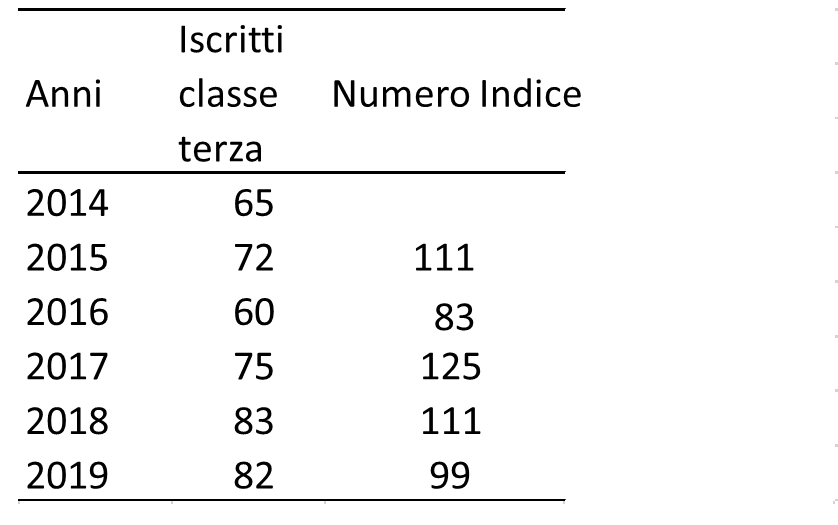 Anni Iscritti classe terza Numero Indice
2014 65
2015 72 111
2016 60 83
2017 75 125
2018 83 111
2019 82 99